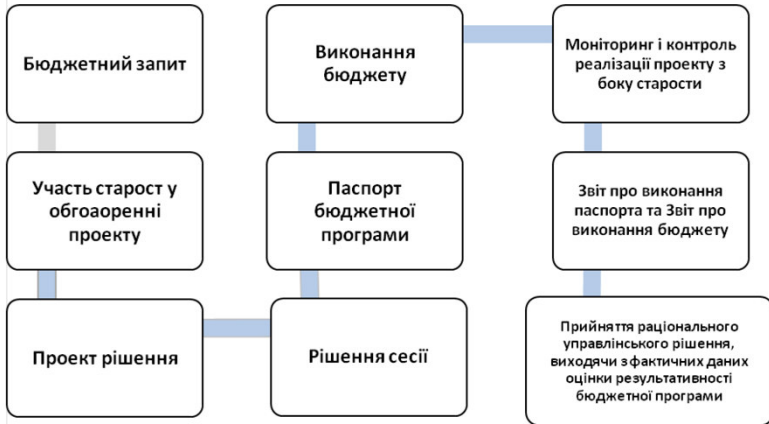 Бюджетний запит
Участь старост у
обгоаоренні
проекту
Проект рішення
Рішення сесії
Паспорт
бюджетної
програми
Виконання
бюджету
Моніторинг і контроль
реалізації проекту з
боку старости
Звіт про виконання
паспорта та Звіт про
виконання бюджету
Прийняття раціонального
управлінського рішення,
виходячи з фактичних даних
оцінки результативності
бюджетної програми